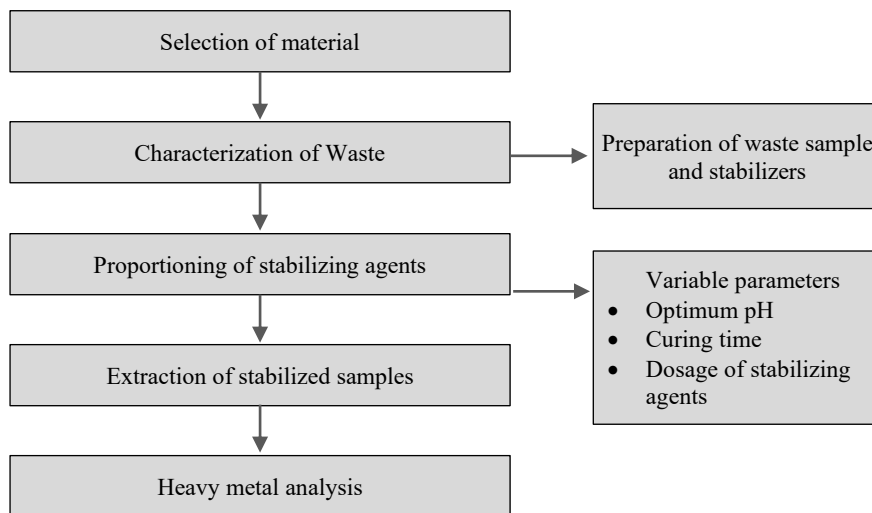 Selection of material
Characterization of Waste
Preparation of waste sample
and stabilizers
Proportioning of stabilizing agents
Variable parameters
• Optimum pH
• Curing time
• Dosage of stabilizing
agents
Extraction of stabilized samples
Heavy metal analysis